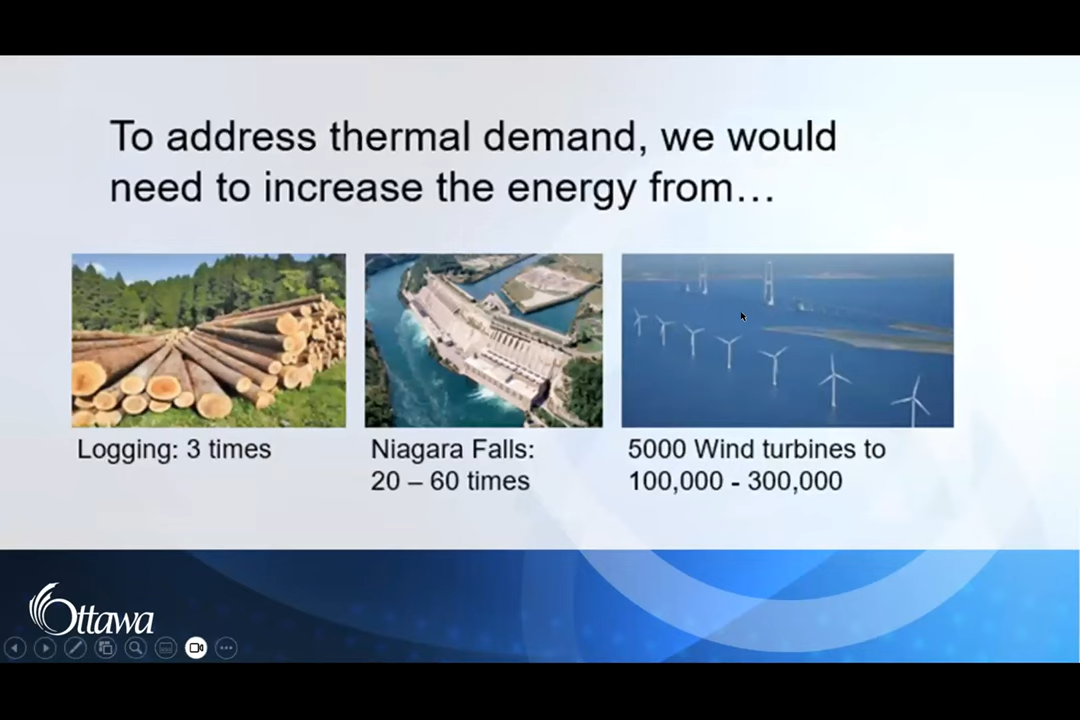 To address thermal demand, we would
need to increase the energy from…
Logging: 3 times
Niagara Falls:
20 – 60 times
5000 Wind turbines to
100,000 - 300,000
Ottawa